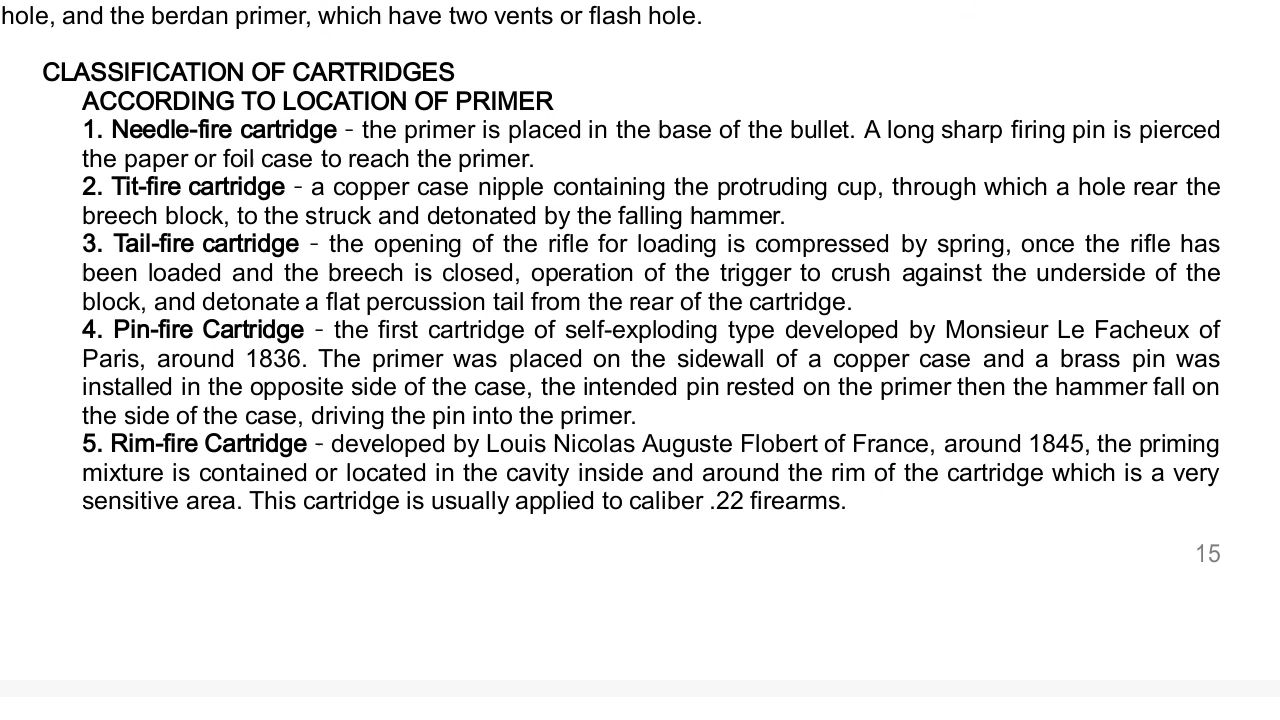 hole, and the berdan primer, which have two vents or flash hole.
CLASSIFICATION OF CARTRIDGES
ACCORDING TO LOCATION OF PRIMER
1. Needle-fire cartridge - the primer is placed in the base of the bullet. A long sharp firing pin is pierced
the paper or foil case to reach the primer.
2. Tit-fire cartridge - a copper case nipple containing the protruding cup, through which a hole rear the
breech block, to the struck and detonated by the falling hammer.
3. Tail-fire cartridge - the opening of the rifle for loading is compressed by spring, once the rifle has
been loaded and the breech is closed, operation of the trigger to crush against the underside of the
block, and detonate a flat percussion tail from the rear of the cartridge.
4. Pin-fire Cartridge - the first cartridge of self-exploding type developed by Monsieur Le Facheux of
Paris, around 1836. The primer was placed on the sidewall of a copper case and a brass pin was
installed in the opposite side of the case, the intended pin rested on the primer then the hammer fall on
the side of the case, driving the pin into the primer.
5. Rim-fire Cartridge - developed by Louis Nicolas Auguste Flobert of France, around 1845, the priming
mixture is contained or located in the cavity inside and around the rim of the cartridge which is a very
sensitive area. This cartridge is usually applied to caliber .22 firearms.
15